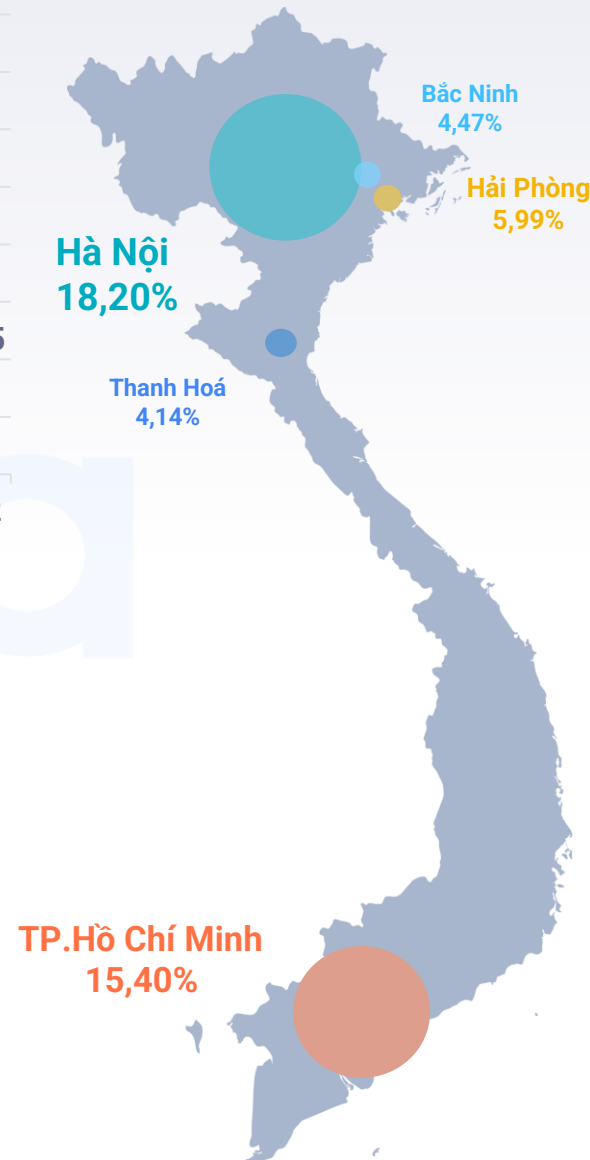 Bắc Ninh
4,47%
Hải Phòng
5,99%
Hà Nội
18,20%
Thanh Hoá
4,14%
TP.Hồ Chí Minh
15,40%